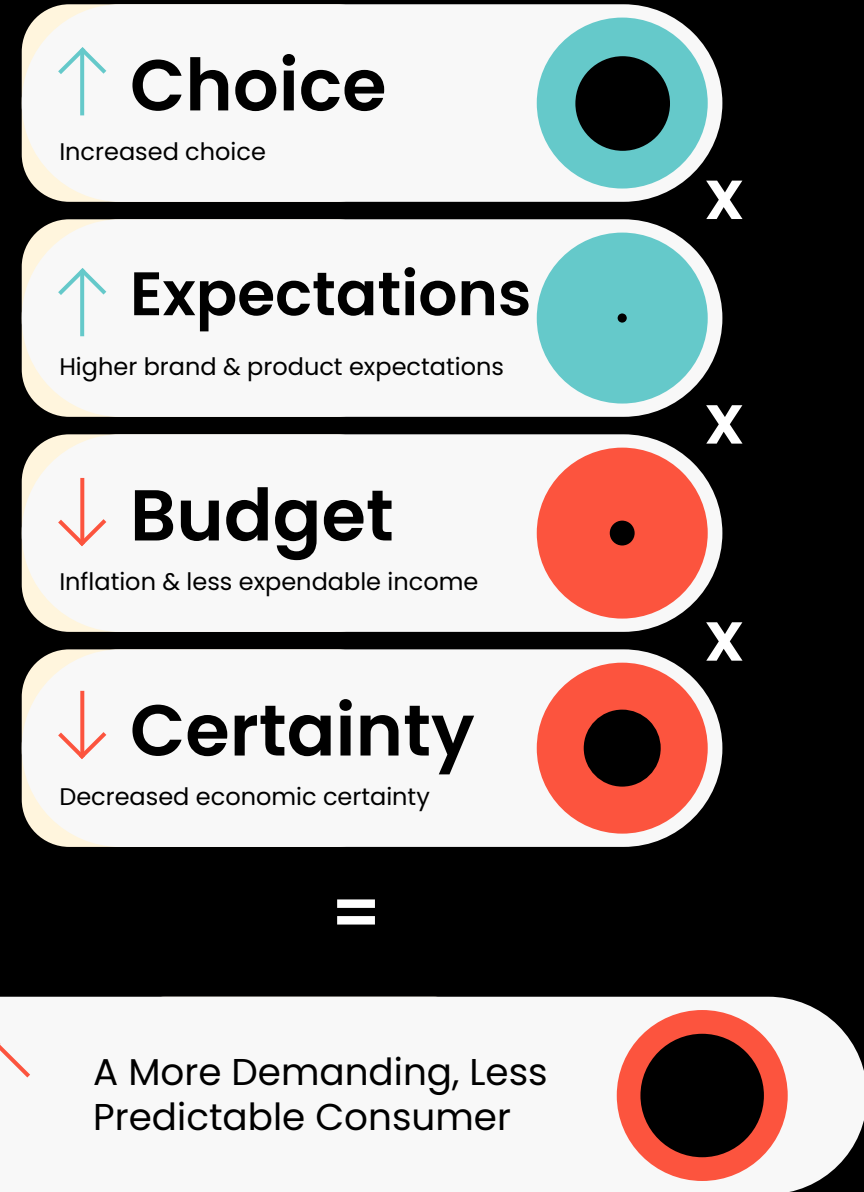 Choice
Increased choice
x
Expectations
Higher brand & product expectations
x
Budget
Inflation & less expendable income
x
Certainty
Decreased economic certainty
=
A More Demanding, Less
Predictable Consumer